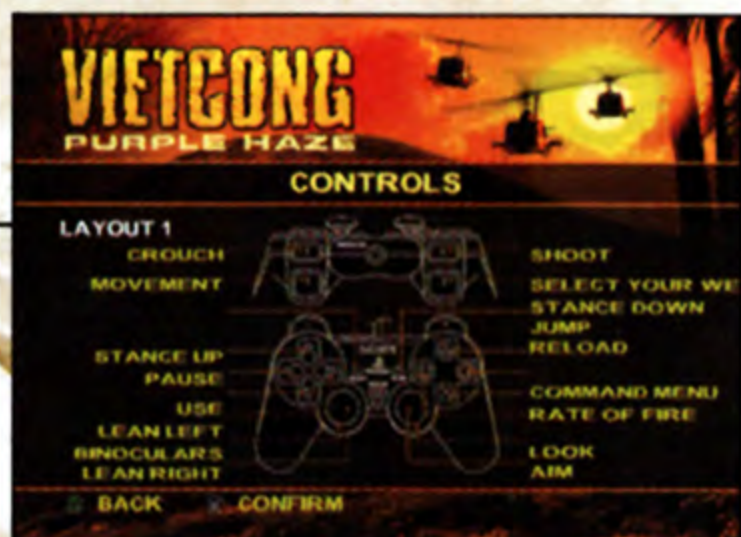 VIETCONG
PURPLE HAZE
CONTROLS
LAYOUT 1
CROUCH
MOVEMENT
STANCE UP
PAUSE
USE
LEAN LEFT
BINOCULARS
LEAN RIGHT
SHOOT
SELECT YOUR WE
STANCE DOWN
JUMP
RELOAD
COMMAND MENU
RATE OF FIRE
LOOK
AIM
BACK CONFIRM